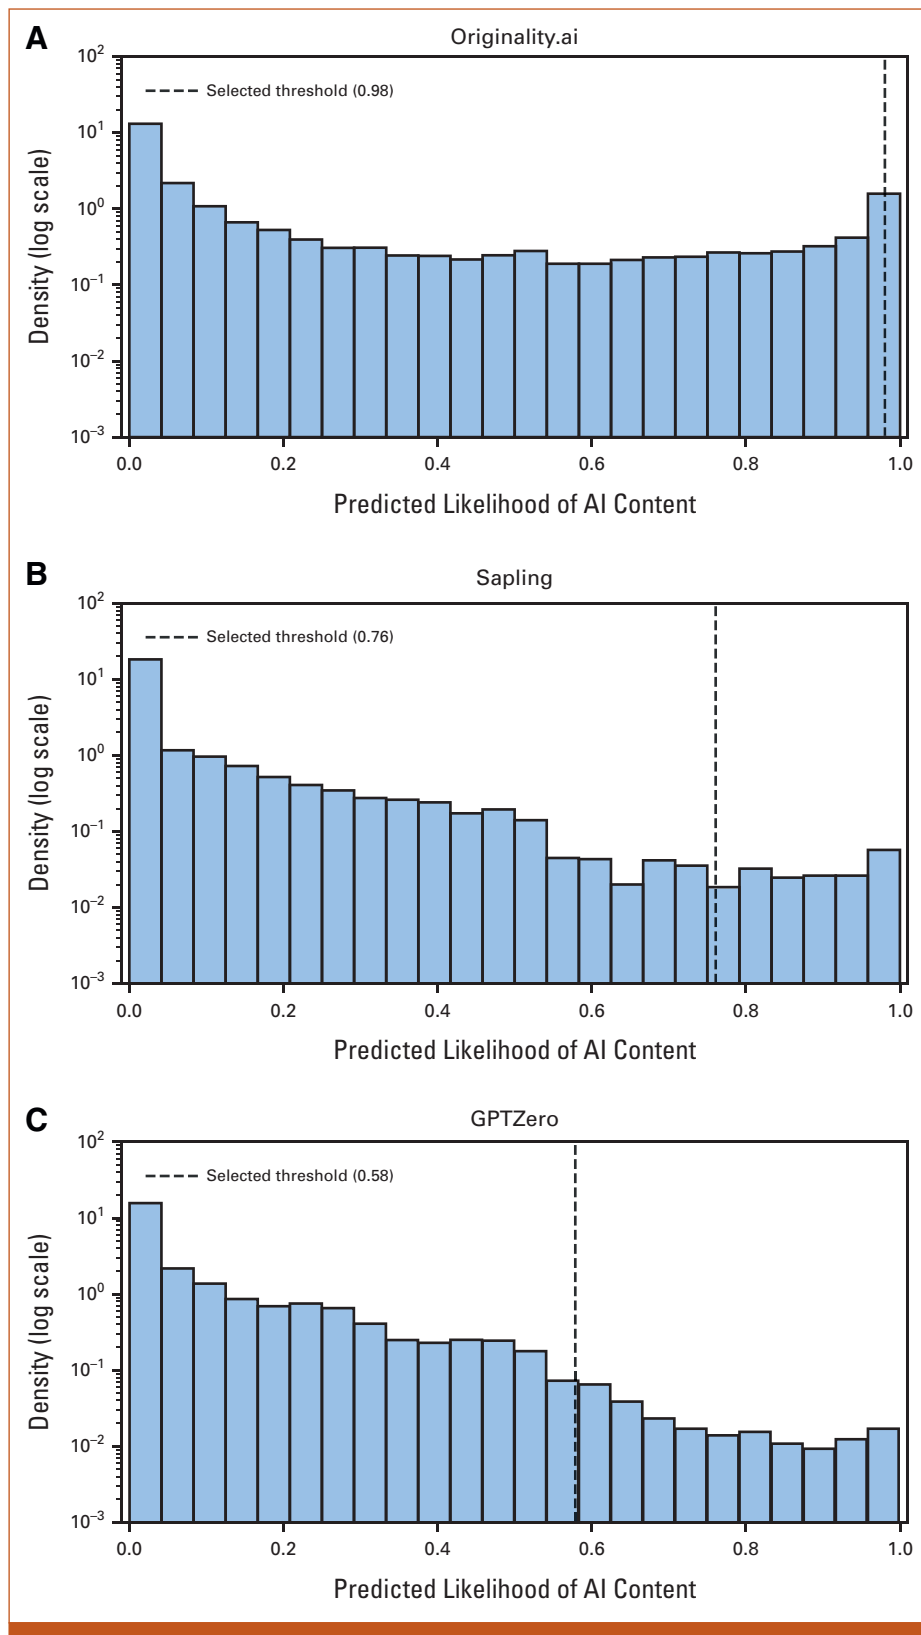 A
Originality.ai
10²
10¹
10⁰
10⁻¹
10⁻²
10⁻³
Density (log scale)
Selected threshold (0.98)
0.0 0.2 0.4 0.6 0.8 1.0
Predicted Likelihood of AI Content
B
Sapling
10²
10¹
10⁰
10⁻¹
10⁻²
10⁻³
Density (log scale)
Selected threshold (0.76)
0.0 0.2 0.4 0.6 0.8 1.0
Predicted Likelihood of AI Content
C
GPTZero
10²
10¹
10⁰
10⁻¹
10⁻²
10⁻³
Density (log scale)
Selected threshold (0.58)
0.0 0.2 0.4 0.6 0.8 1.0
Predicted Likelihood of AI Content